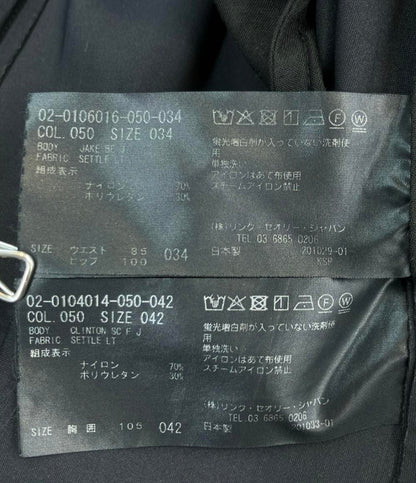 02-0106016-050-034
COL. 050 SIZE 034
BODY JAKE SF J
FABRIC SETTLE LT
組成表示
ナイロン 70%
ポリウレタン 30%
SIZE ウエスト 85 034
ヒップ 100
蛍光増白剤が入っていない洗剤使
用
単独洗い
アイロンはあて布使用
スチームアイロン禁止
(株)リンク・セオリー・ジャパン
TEL 03 6865 0206
日本製 201029-01
KSP
02-0104014-050-042
COL. 050 SIZE 042
BODY CLINTON SC F J
FABRIC SETTLE LT
組成表示
ナイロン 70%
ポリウレタン 30%
SIZE 胸囲 105 042
蛍光増白剤が入っていない洗剤使
用
単独洗い
アイロンはあて布使用
スチームアイロン禁止
(株)リンク・セオリー・ジャパン
TEL 03 6865 0206
日本製 201033-01